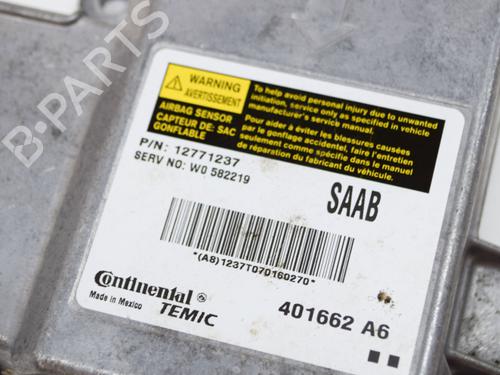 B-PARTS
WARNING
AVERTISSEMENT
AIRBAG SENSOR
CAPTEUR DE: SAC
GONFLABLE
To help avoid personal injury due to unwanted
initiation, service only as specified in vehicle
manufacturer's service manual.
Pour aider à éviter les blessures causées
par le gonflage accidentel, faire l'entretien
seulement comme spécifié dans le manuel
de réparation du fabricant du véhicule.
P/N: 12771237
SERV NO: W0 582219
SAAB
*(A8)1237T070160270*
Continental
TEMIC
Made in Mexico
401662 A6